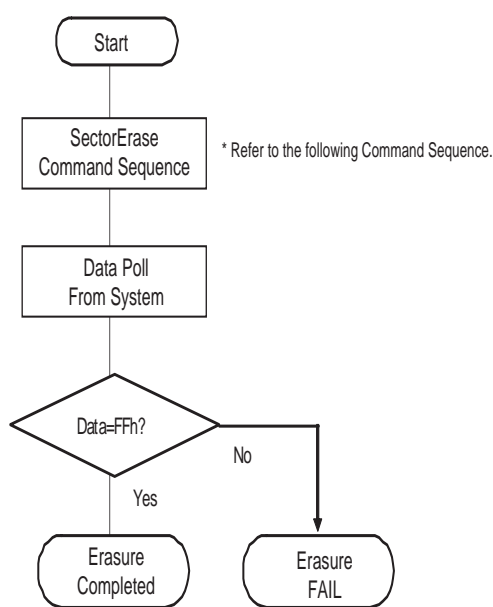 Start
SectorErase
Command Sequence
* Refer to the following Command Sequence.
Data Poll
From System
Data=FFh?
No
Yes
Erasure
Completed
Erasure
FAIL